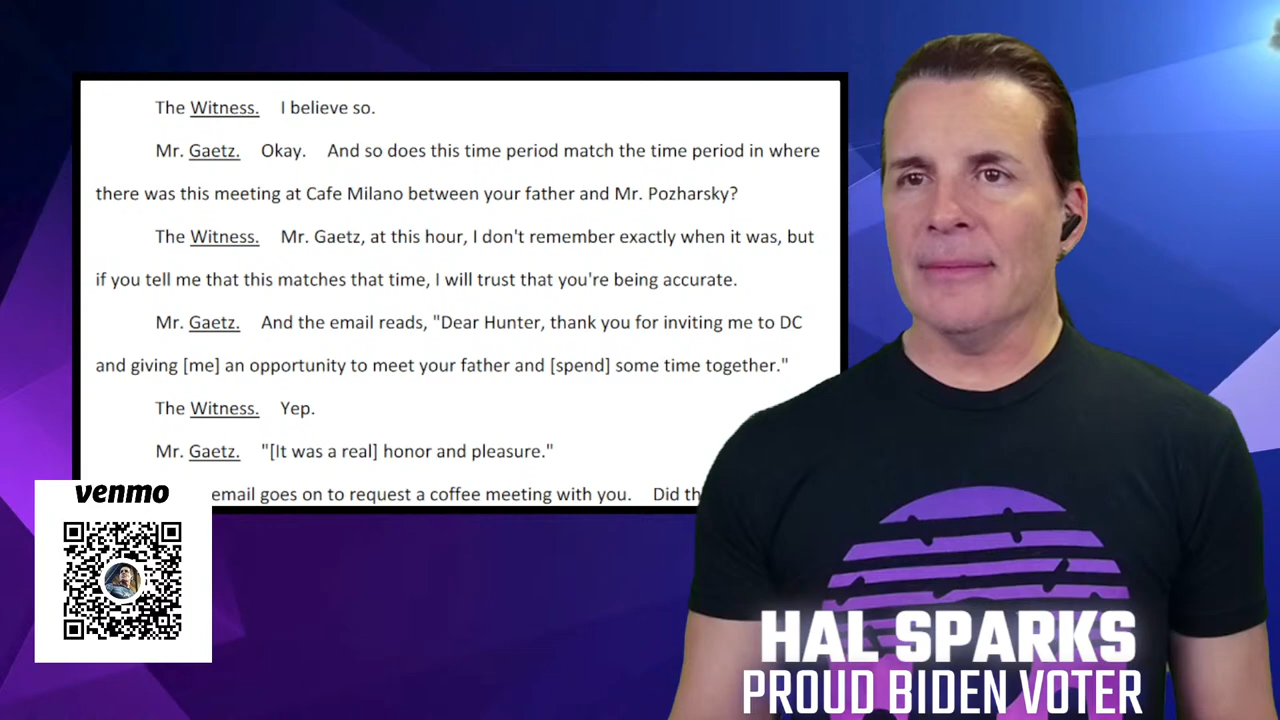 The Witness. I believe so.
Mr. Gaetz. Okay. And so does this time period match the time period in where
there was this meeting at Cafe Milano between your father and Mr. Pozharsky?
The Witness. Mr. Gaetz, at this hour, I don't remember exactly when it was, but
if you tell me that this matches that time, I will trust that you're being accurate.
Mr. Gaetz. And the email reads, "Dear Hunter, thank you for inviting me to DC
and giving [me] an opportunity to meet your father and [spend] some time together."
The Witness. Yep.
Mr. Gaetz. "[It was a real] honor and pleasure."
email goes on to request a coffee meeting with you. Did th
venmo
HAL SPARKS
PROUD BIDEN VOTER